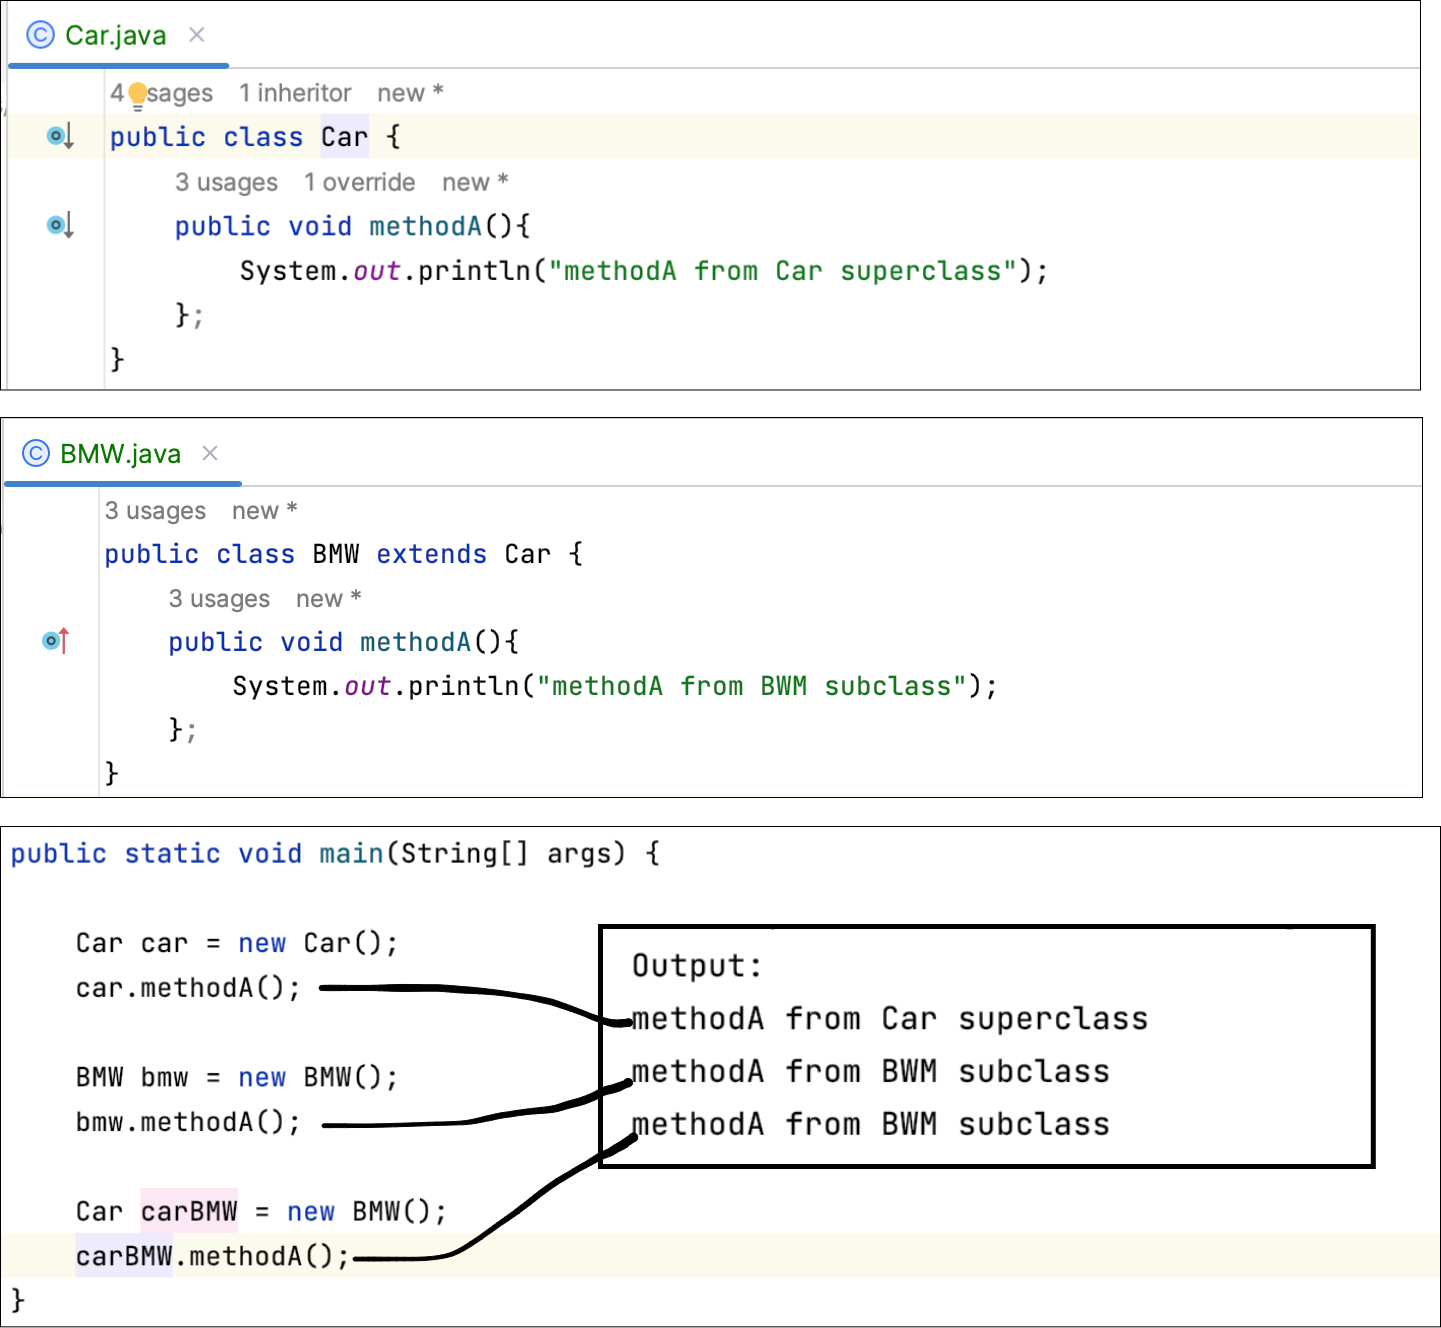 Car.java
4 sages 1 inheritor new *
public class Car {
3 usages 1 override new *
public void methodA(){
System.out.println("methodA from Car superclass");
};
}
BMW.java
3 usages new *
public class BMW extends Car {
3 usages new *
public void methodA(){
System.out.println("methodA from BWM subclass");
};
}
public static void main(String[] args) {
Car car = new Car();
car.methodA();
BMW bmw = new BMW();
bmw.methodA();
Car carBMW = new BMW();
carBMW.methodA();
}
Output:
methodA from Car superclass
methodA from BWM subclass
methodA from BWM subclass